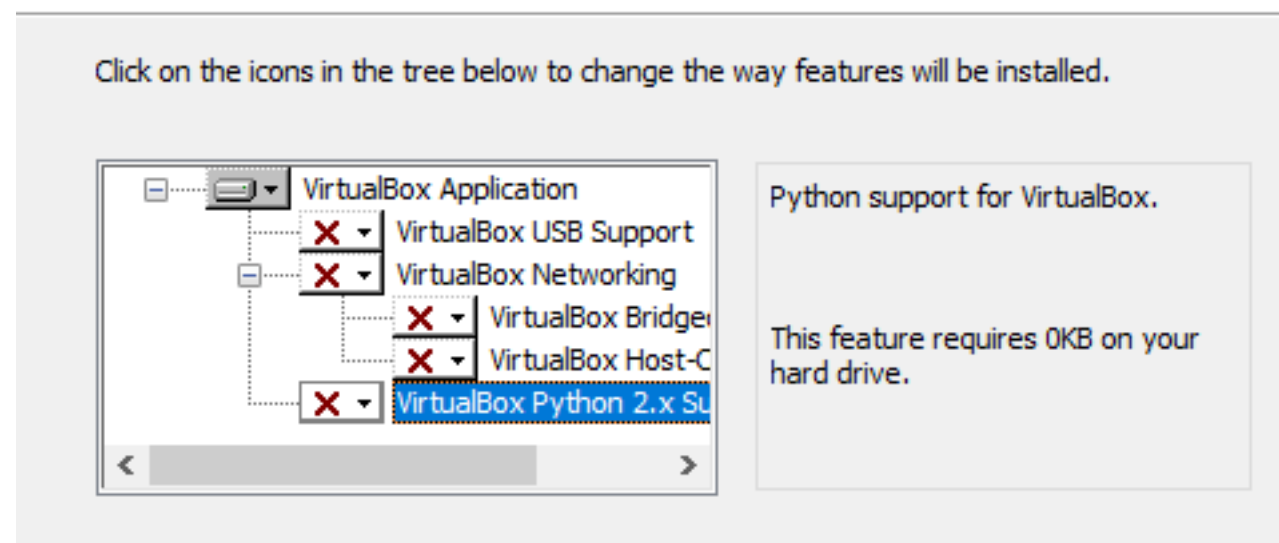 Click on the icons in the tree below to change the way features will be installed.
VirtualBox Application
VirtualBox USB Support
VirtualBox Networking
VirtualBox Bridge
VirtualBox Host-C
VirtualBox Python 2.x Su
Python support for VirtualBox.
This feature requires 0KB on your
hard drive.